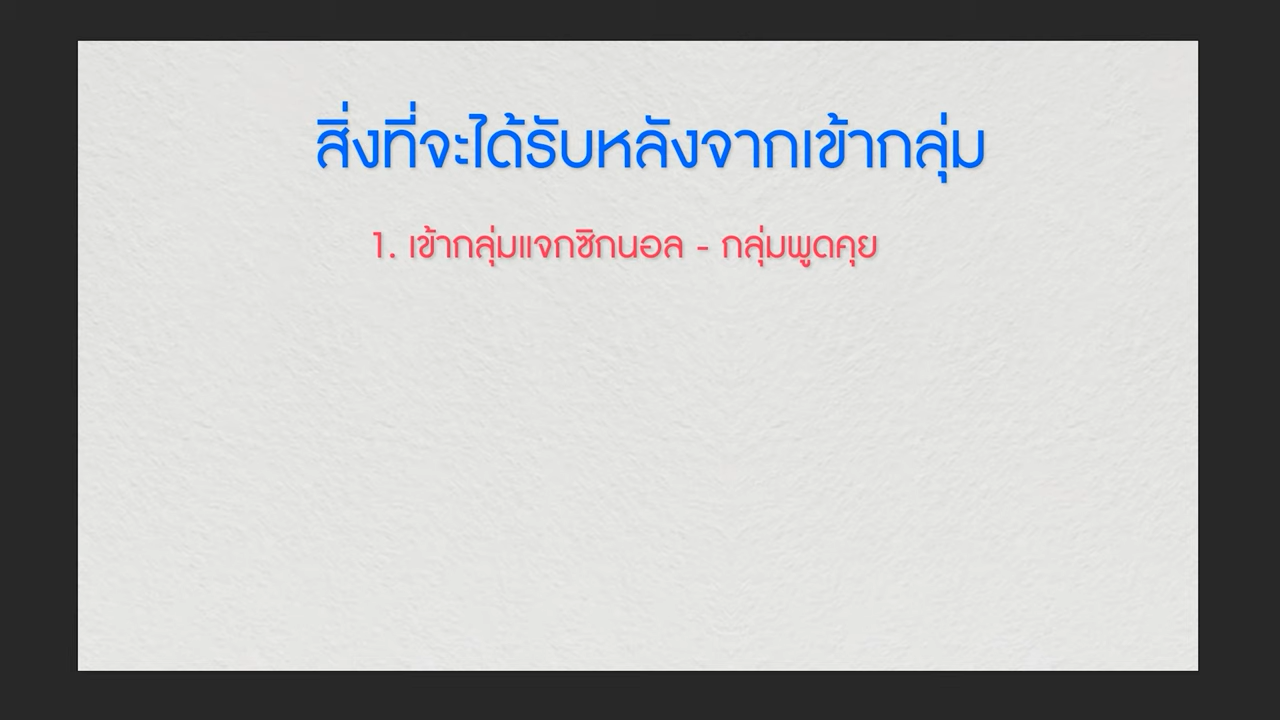 สิ่งที่จะได้รับหลังจากเข้ากลุ่ม
1. เข้ากลุ่มแจกซิกนอล - กลุ่มพูดคุย